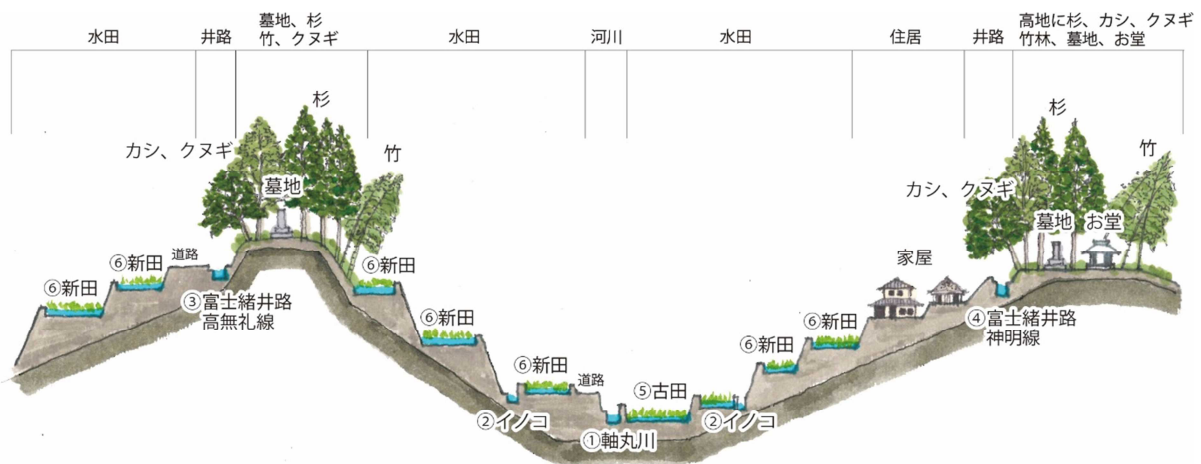 水田
井路
墓地、杉
竹、クヌギ
水田
河川
水田
住居
井路
高地に杉、カシ、クヌギ
竹林、墓地、お堂
杉
カシ、クヌギ
竹
墓地
⑥新田
⑥新田
道路
③富士緒井路
高無礼線
⑥新田
⑥新田
⑥新田
道路
②イノコ
①軸丸川
⑤古田
②イノコ
⑥新田
⑥新田
家屋
杉
カシ、クヌギ
竹
墓地
お堂
④富士緒井路
神明線